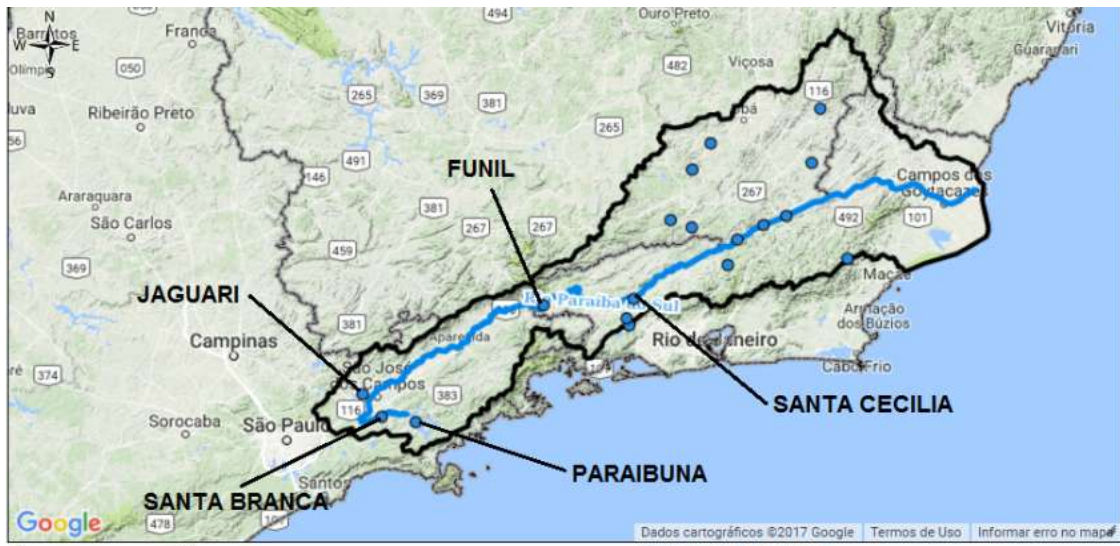 N
W E
S
Barretos
Franca
494
Ouro Preto
Vitória
Guarapari
Olímpia
050
482
Viçosa
265
369
381
116
Ribeirão Preto
265
FUNIL
491
146
Araraquara
São Carlos
381
267
267
Campos dos
Goytacazes
492
101
459
267
369
JAGUARI
Rio Paraíba do Sul
Macaé
381
Campinas
Aparecida
Armação
dos Búzios
Rio de Janeiro
Cabo Frio
374
São José
dos Campos
383
116
SANTA CECILIA
Sorocaba
São Paulo
PARAIBUNA
SANTA BRANCA
Santos
478
Google
Dados cartográficos ©2017 Google
Termos de Uso
Informar erro no mapa